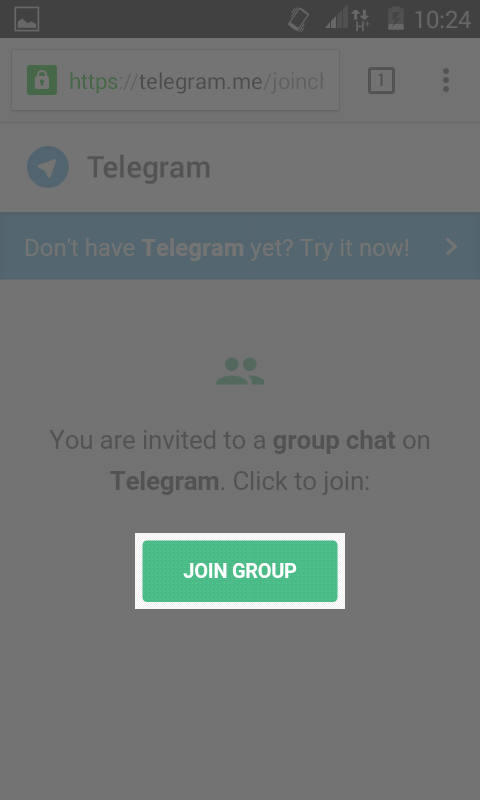 10:24
https://telegram.me/joincl
1
Telegram
Don't have Telegram yet? Try it now!
You are invited to a group chat on
Telegram. Click to join:
JOIN GROUP